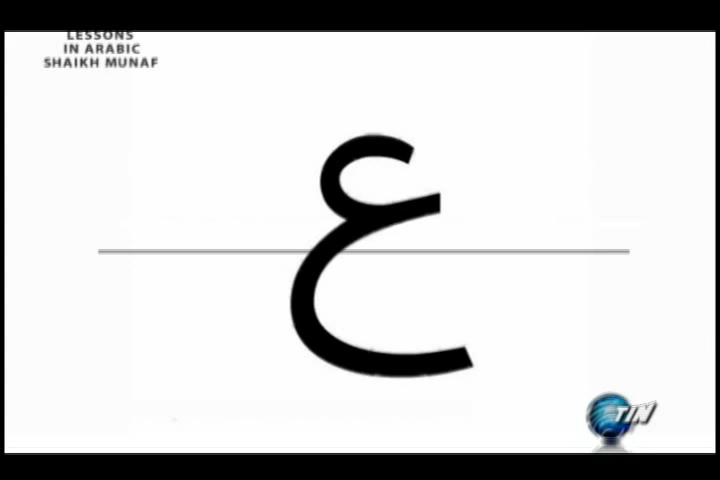 LESSONS
IN ARABIC
SHAIKH MUNAF
ع
TIN